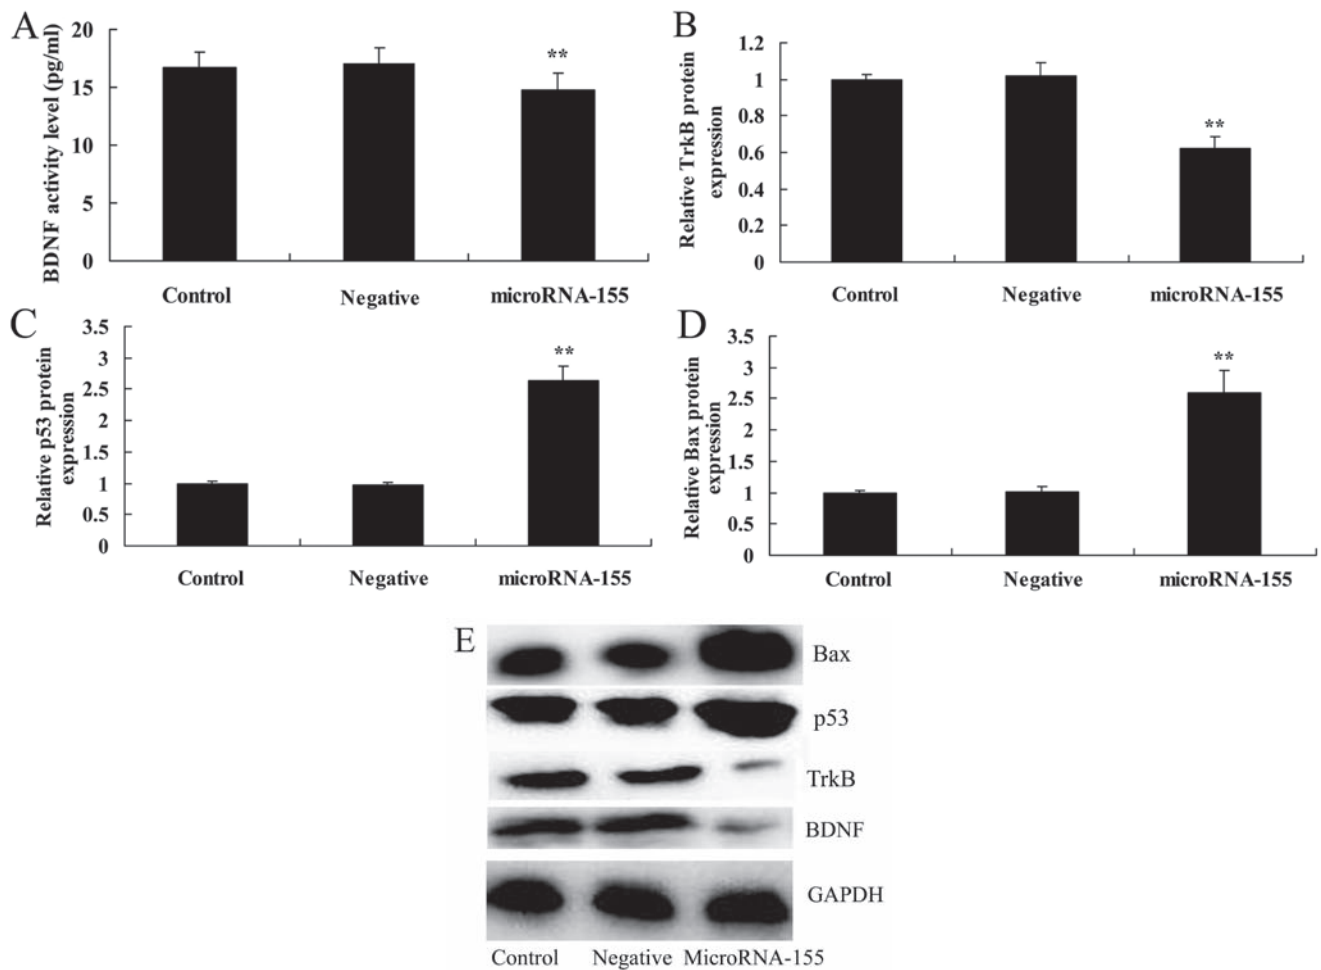 A
BDNF activity level (pg/ml)
20
15
10
5
0
**
Control
Negative
microRNA-155
B
Relative TrkB protein
expression
1.2
1
0.8
0.6
0.4
0.2
0
**
Control
Negative
microRNA-155
C
Relative p53 protein
expression
3.5
3
2.5
2
1.5
1
0.5
0
**
Control
Negative
microRNA-155
D
Relative Bax protein
expression
3.5
3
2.5
2
1.5
1
0.5
0
**
Control
Negative
microRNA-155
E
Bax
p53
TrkB
BDNF
GAPDH
Control Negative MicroRNA-155